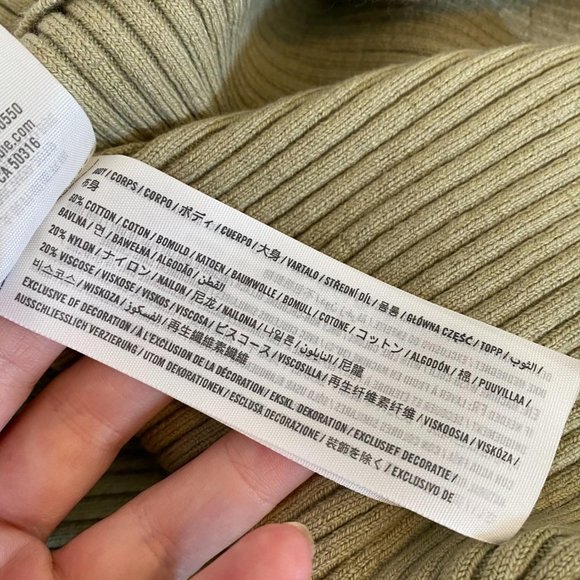 0550
ie.com
CA 50316
BODY / CORPS / CORPO / ボディ / CUERPO / 大身 / VARTALO / STŘEDNÍ DÍL / 몸통 / GŁÓWNA CZĘŚĆ / TOPP / الثوب /
布身
60% COTTON / COTON / BOMULD / KATOEN / BAUMWOLLE / BOMULL / COTONE / コットン / ALGODÓN / 棉 / PUUVILLAA /
BAVLNA / 면 / BAWEŁNA / ALGODÃO / القطن
20% NYLON / ナイロン / NAILON / 尼龙 / NAILONA / 나일론 / النايلون / 尼龍
20% VISCOSE / VISKOSE / VISKOS / VISCOSA / ビスコース / VISCOSILLA / 再生纤维素纤维 / VISKOOSIA / VISKÓZA /
비스코스 / WISKOZA / الفسكوز / 再生纖維素纖維
EXCLUSIVE OF DECORATION / À L'EXCLUSION DE LA DÉCORATION / EKSKL. DEKORATION / EXCLUSIEF DECORATIE /
AUSSCHLIESSLICH VERZIERUNG / UTOM DEKORATIONEN / ESCLUSA DECORAZIONE / 装飾を除く / EXCLUSIVO DE